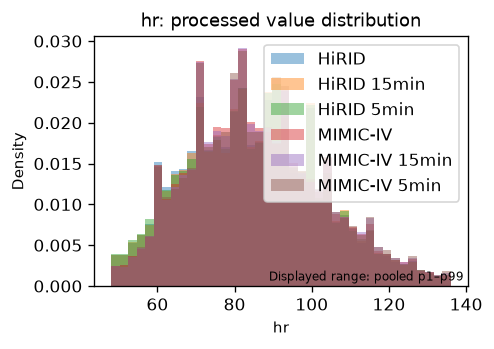 hr: processed value distribution
Density
0.030
0.025
0.020
0.015
0.010
0.005
0.000
HiRID
HiRID 15min
HiRID 5min
MIMIC-IV
MIMIC-IV 15min
MIMIC-IV 5min
Displayed range: pooled p1–p99
60 80 100 120 140
hr